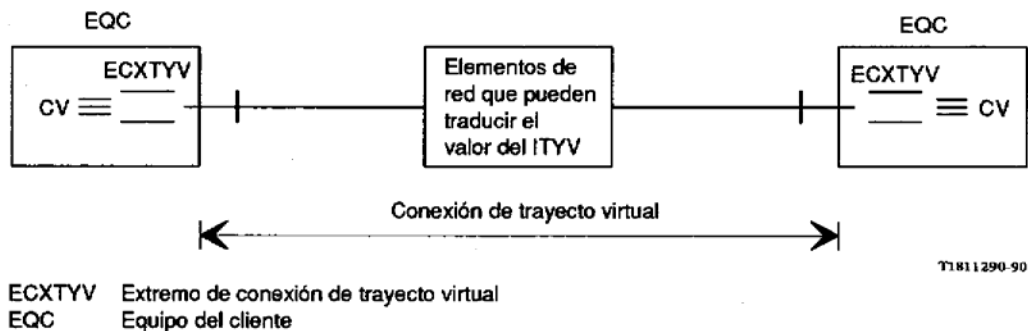 EQC
EQC
ECXTYV
CV
Elementos de
red que pueden
traducir el
valor del ITYV
ECXTYV
CV
Conexión de trayecto virtual
T1811290-90
ECXTYV Extremo de conexión de trayecto virtual
EQC Equipo del cliente